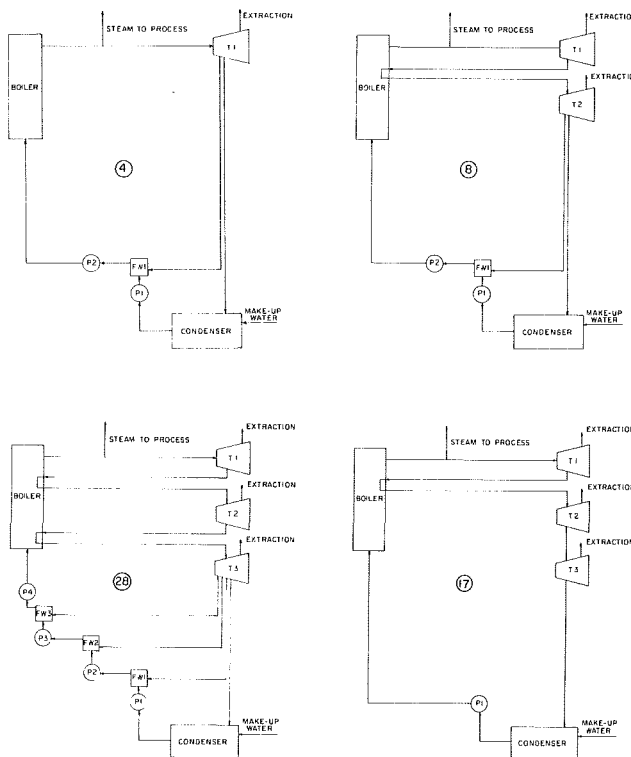 EXTRACTION
STEAM TO PROCESS
T1
BOILER
4
P2
FW1
P1
MAKE-UP
WATER
CONDENSER
EXTRACTION
STEAM TO PROCESS
T1
EXTRACTION
BOILER
T2
8
P2
FW1
P1
MAKE-UP
WATER
CONDENSER
EXTRACTION
STEAM TO PROCESS
T1
EXTRACTION
BOILER
T2
EXTRACTION
T3
28
P4
FW3
P3
FW2
P2
FW1
P1
MAKE-UP
WATER
CONDENSER
EXTRACTION
STEAM TO PROCESS
T1
EXTRACTION
BOILER
T2
EXTRACTION
T3
17
P1
MAKE-UP
WATER
CONDENSER